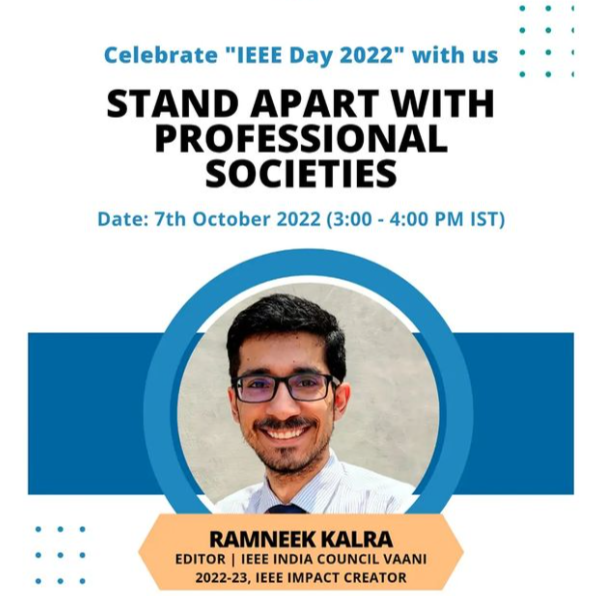 Celebrate "IEEE Day 2022" with us
STAND APART WITH
PROFESSIONAL
SOCIETIES
Date: 7th October 2022 (3:00 - 4:00 PM IST)
RAMNEEK KALRA
EDITOR | IEEE INDIA COUNCIL VAANI
2022-23, IEEE IMPACT CREATOR